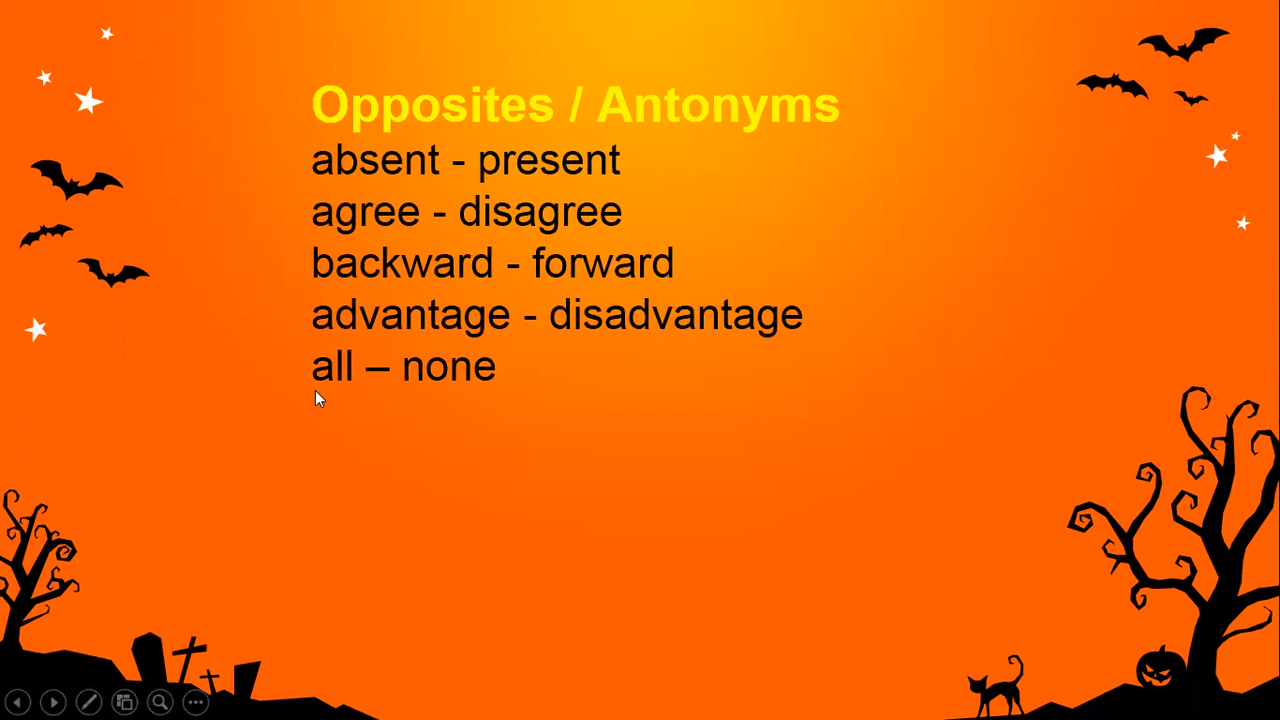 Opposites / Antonyms
absent - present
agree - disagree
backward - forward
advantage - disadvantage
all – none